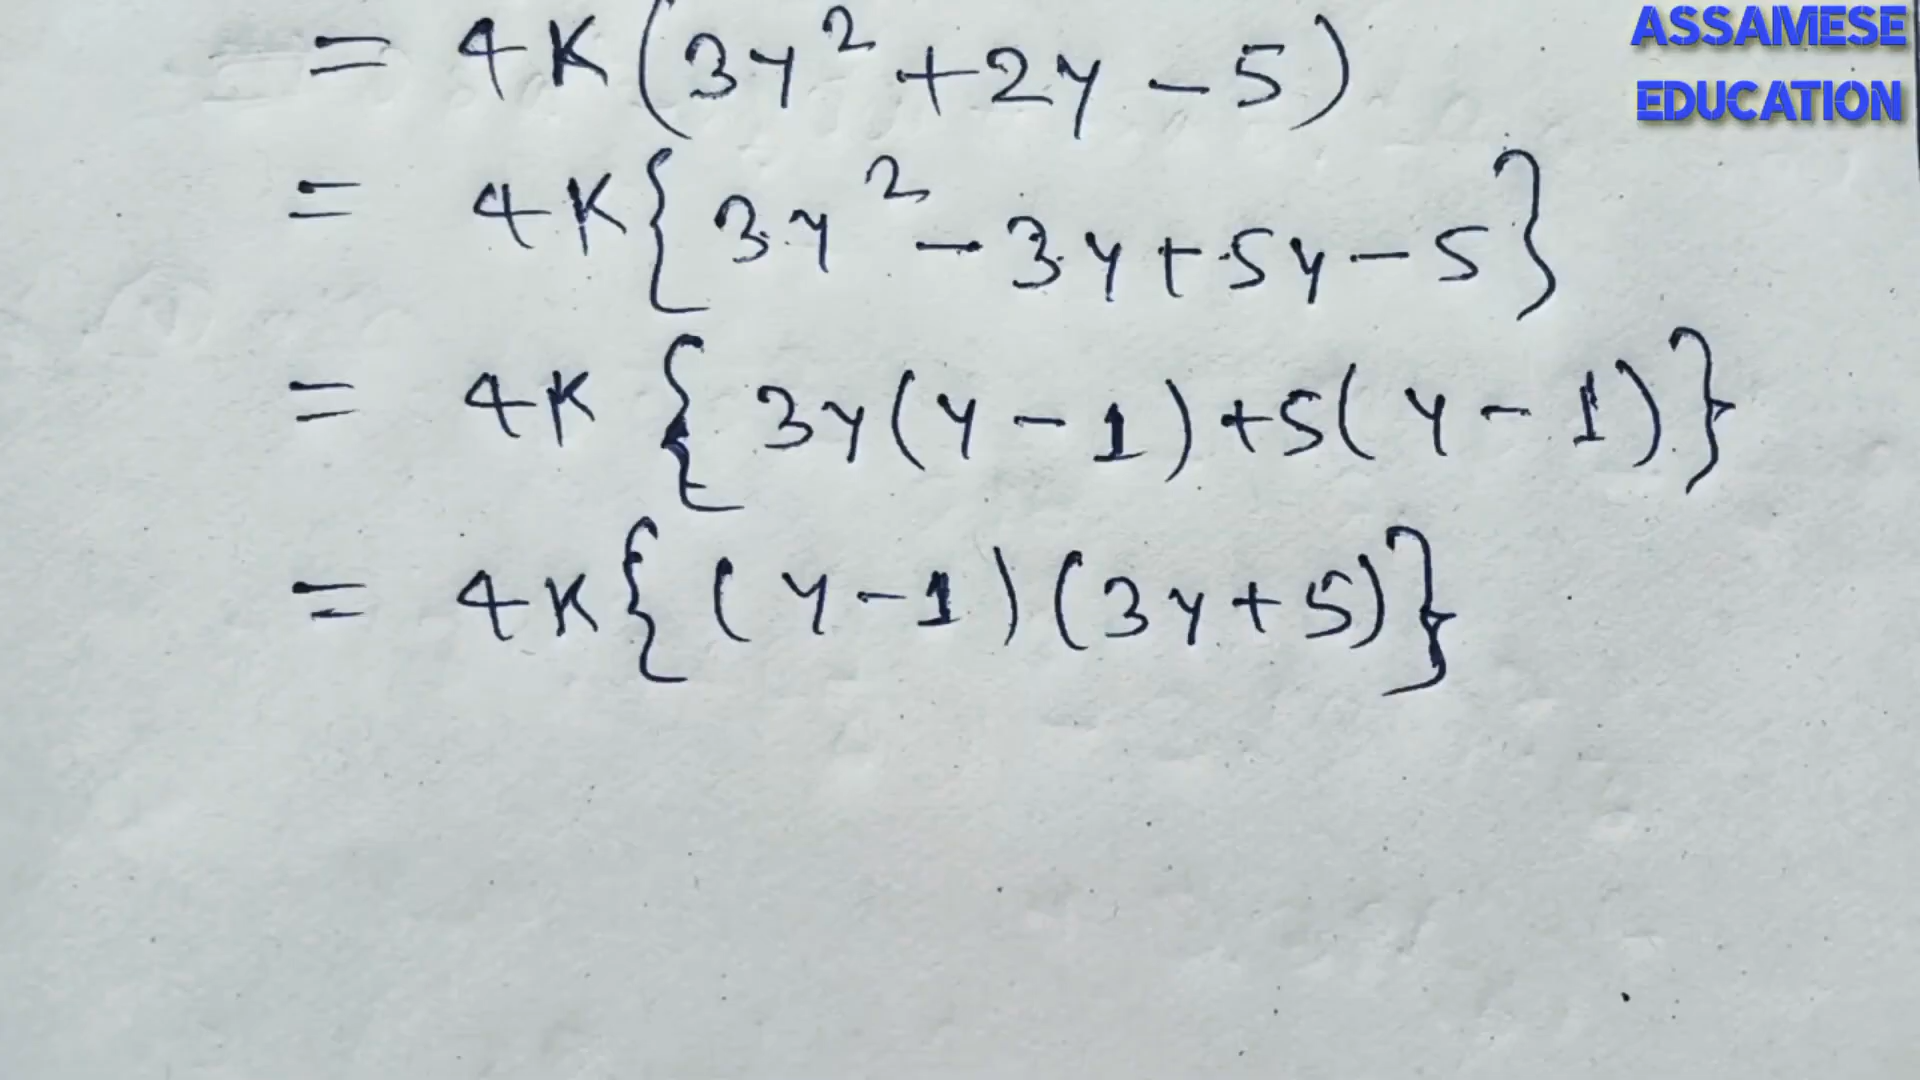 ASSAMESE
EDUCATION
= 4K(3y² + 2y - 5)
= 4K{3y² - 3y + 5y - 5}
= 4K{3y(y - 1) + 5(y - 1)}
= 4K{(y - 1)(3y + 5)}